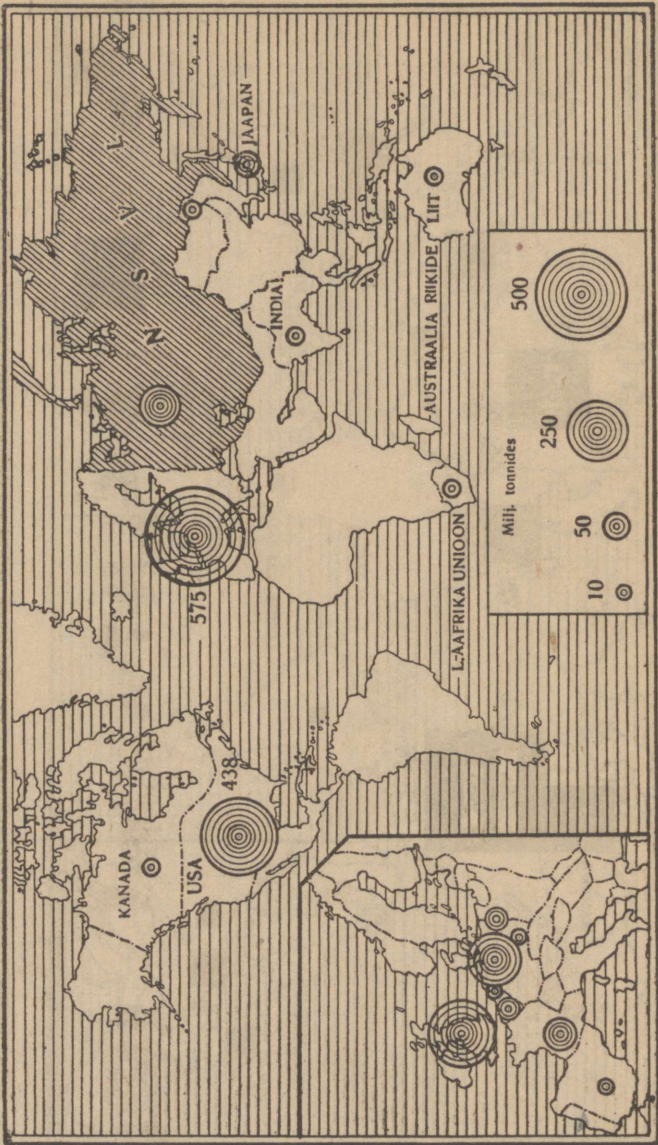 KANADA
USA
438
575
N S V L
JAAPAN
INDIA
AUSTRAALIA RIIKIDE LIIT
L.-AAFRIKA UNIOON
Milj. tonnides
10
50
250
500